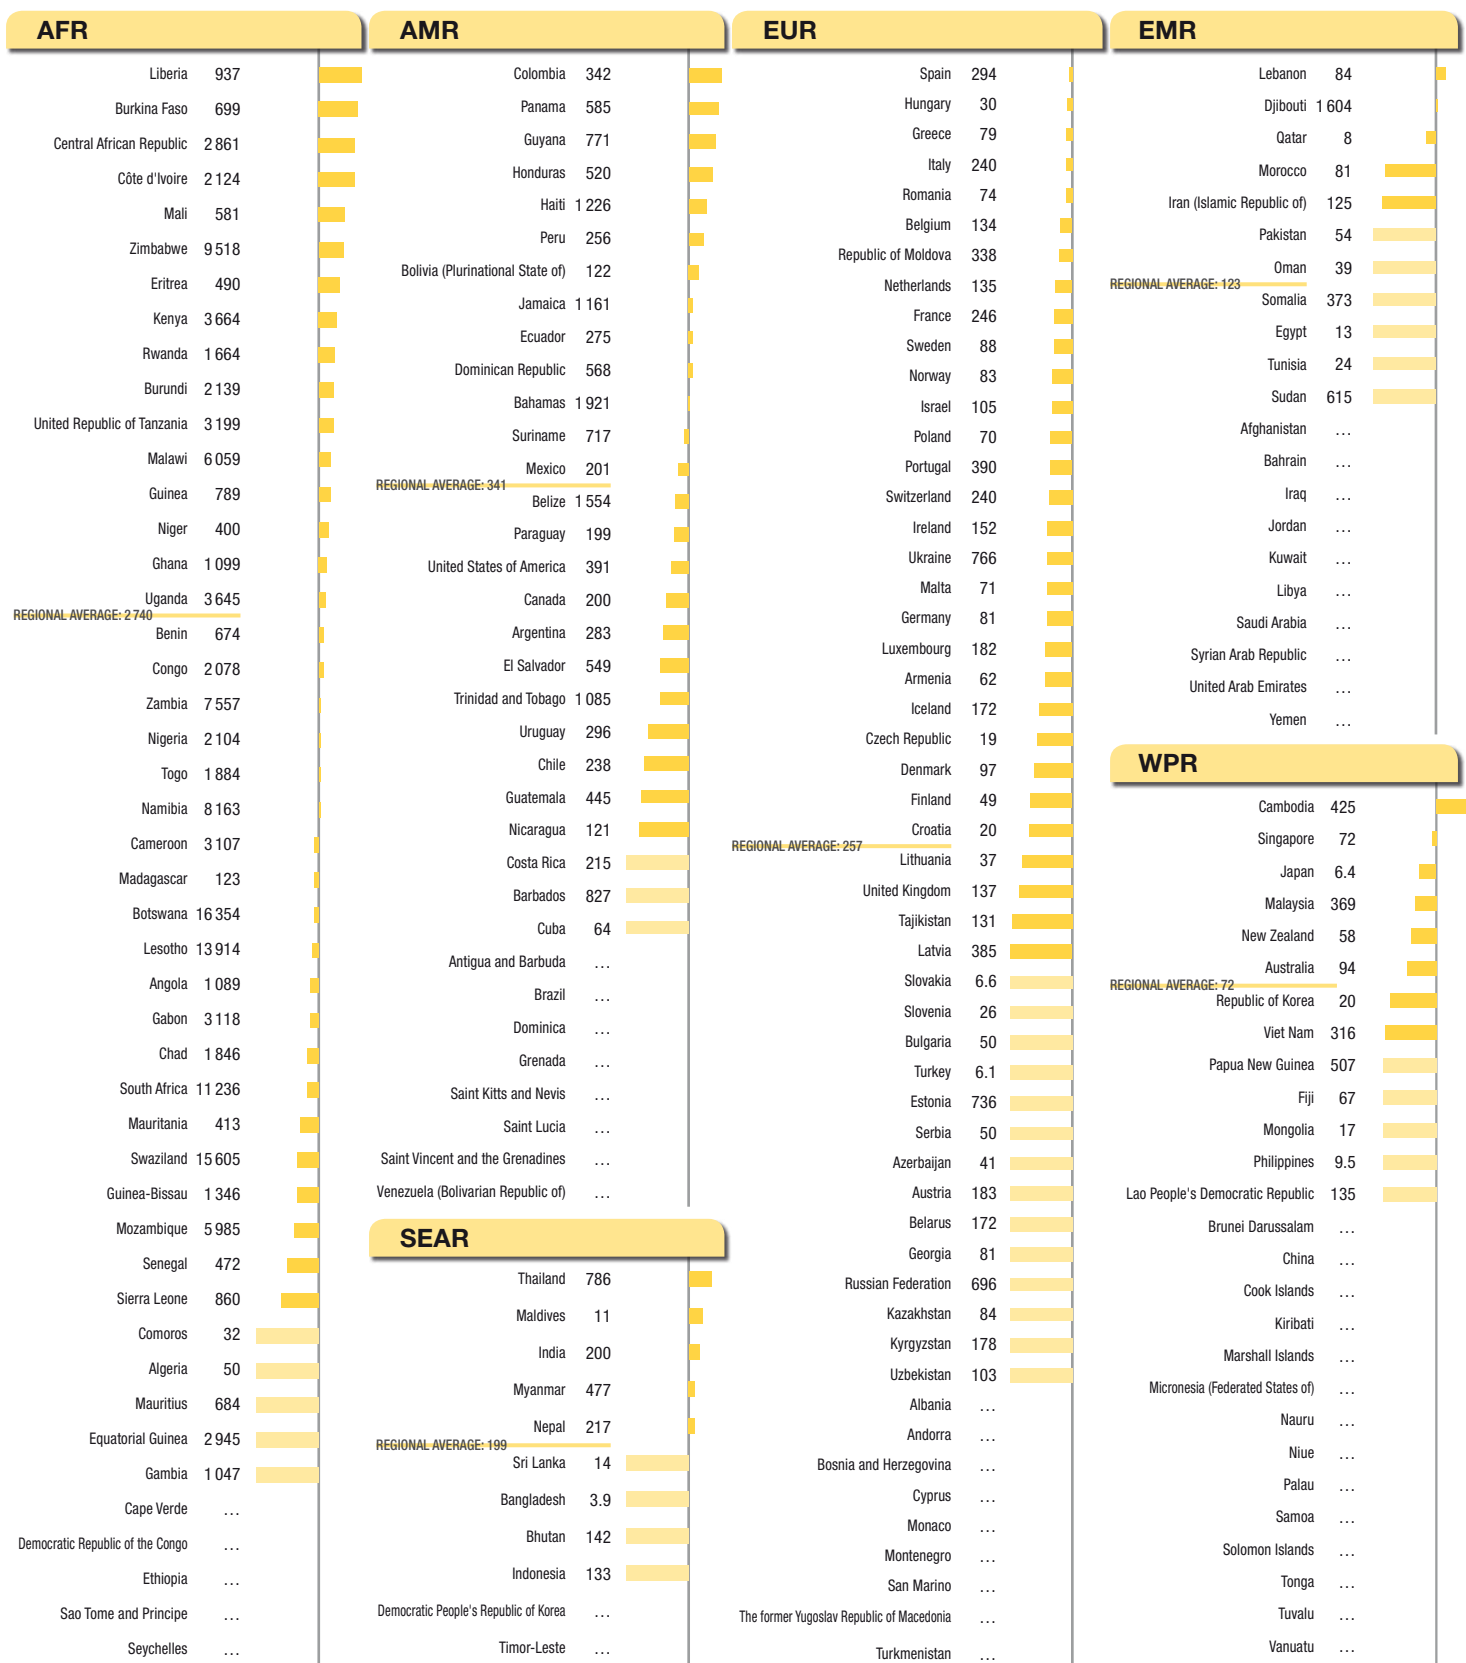 AFR
Liberia 937
Burkina Faso 699
Central African Republic 2 861
Côte d'Ivoire 2 124
Mali 581
Zimbabwe 9 518
Eritrea 490
Kenya 3 664
Rwanda 1 664
Burundi 2 139
United Republic of Tanzania 3 199
Malawi 6 059
Guinea 789
Niger 400
Ghana 1 099
Uganda 3 645
REGIONAL AVERAGE: 2 740
Benin 674
Congo 2 078
Zambia 7 557
Nigeria 2 104
Togo 1 884
Namibia 8 163
Cameroon 3 107
Madagascar 123
Botswana 16 354
Lesotho 13 914
Angola 1 089
Gabon 3 118
Chad 1 846
South Africa 11 236
Mauritania 413
Swaziland 15 605
Guinea-Bissau 1 346
Mozambique 5 985
Senegal 472
Sierra Leone 860
Comoros 32
Algeria 50
Mauritius 684
Equatorial Guinea 2 945
Gambia 1 047
Cape Verde ...
Democratic Republic of the Congo ...
Ethiopia ...
Sao Tome and Principe ...
Seychelles ...
AMR
Colombia 342
Panama 585
Guyana 771
Honduras 520
Haiti 1 226
Peru 256
Bolivia (Plurinational State of) 122
Jamaica 1 161
Ecuador 275
Dominican Republic 568
Bahamas 1 921
Suriname 717
Mexico 201
REGIONAL AVERAGE: 341
Belize 1 554
Paraguay 199
United States of America 391
Canada 200
Argentina 283
El Salvador 549
Trinidad and Tobago 1 085
Uruguay 296
Chile 238
Guatemala 445
Nicaragua 121
Costa Rica 215
Barbados 827
Cuba 64
Antigua and Barbuda ...
Brazil ...
Dominica ...
Grenada ...
Saint Kitts and Nevis ...
Saint Lucia ...
Saint Vincent and the Grenadines ...
Venezuela (Bolivarian Republic of) ...
SEAR
Thailand 786
Maldives 11
India 200
Myanmar 477
Nepal 217
REGIONAL AVERAGE: 199
Sri Lanka 14
Bangladesh 3.9
Bhutan 142
Indonesia 133
Democratic People's Republic of Korea ...
Timor-Leste ...
EUR
Spain 294
Hungary 30
Greece 79
Italy 240
Romania 74
Belgium 134
Republic of Moldova 338
Netherlands 135
France 246
Sweden 88
Norway 83
Israel 105
Poland 70
Portugal 390
Switzerland 240
Ireland 152
Ukraine 766
Malta 71
Germany 81
Luxembourg 182
Armenia 62
Iceland 172
Czech Republic 19
Denmark 97
Finland 49
Croatia 20
REGIONAL AVERAGE: 257
Lithuania 37
United Kingdom 137
Tajikistan 131
Latvia 385
Slovakia 6.6
Slovenia 26
Bulgaria 50
Turkey 6.1
Estonia 736
Serbia 50
Azerbaijan 41
Austria 183
Belarus 172
Georgia 81
Russian Federation 696
Kazakhstan 84
Kyrgyzstan 178
Uzbekistan 103
Albania ...
Andorra ...
Bosnia and Herzegovina ...
Cyprus ...
Monaco ...
Montenegro ...
San Marino ...
The former Yugoslav Republic of Macedonia ...
Turkmenistan ...
EMR
Lebanon 84
Djibouti 1 604
Qatar 8
Morocco 81
Iran (Islamic Republic of) 125
Pakistan 54
Oman 39
REGIONAL AVERAGE: 123
Somalia 373
Egypt 13
Tunisia 24
Sudan 615
Afghanistan ...
Bahrain ...
Iraq ...
Jordan ...
Kuwait ...
Libya ...
Saudi Arabia ...
Syrian Arab Republic ...
United Arab Emirates ...
Yemen ...
WPR
Cambodia 425
Singapore 72
Japan 6.4
Malaysia 369
New Zealand 58
Australia 94
REGIONAL AVERAGE: 72
Republic of Korea 20
Viet Nam 316
Papua New Guinea 507
Fiji 67
Mongolia 17
Philippines 9.5
Lao People's Democratic Republic 135
Brunei Darussalam ...
China ...
Cook Islands ...
Kiribati ...
Marshall Islands ...
Micronesia (Federated States of) ...
Nauru ...
Niue ...
Palau ...
Samoa ...
Solomon Islands ...
Tonga ...
Tuvalu ...
Vanuatu ...